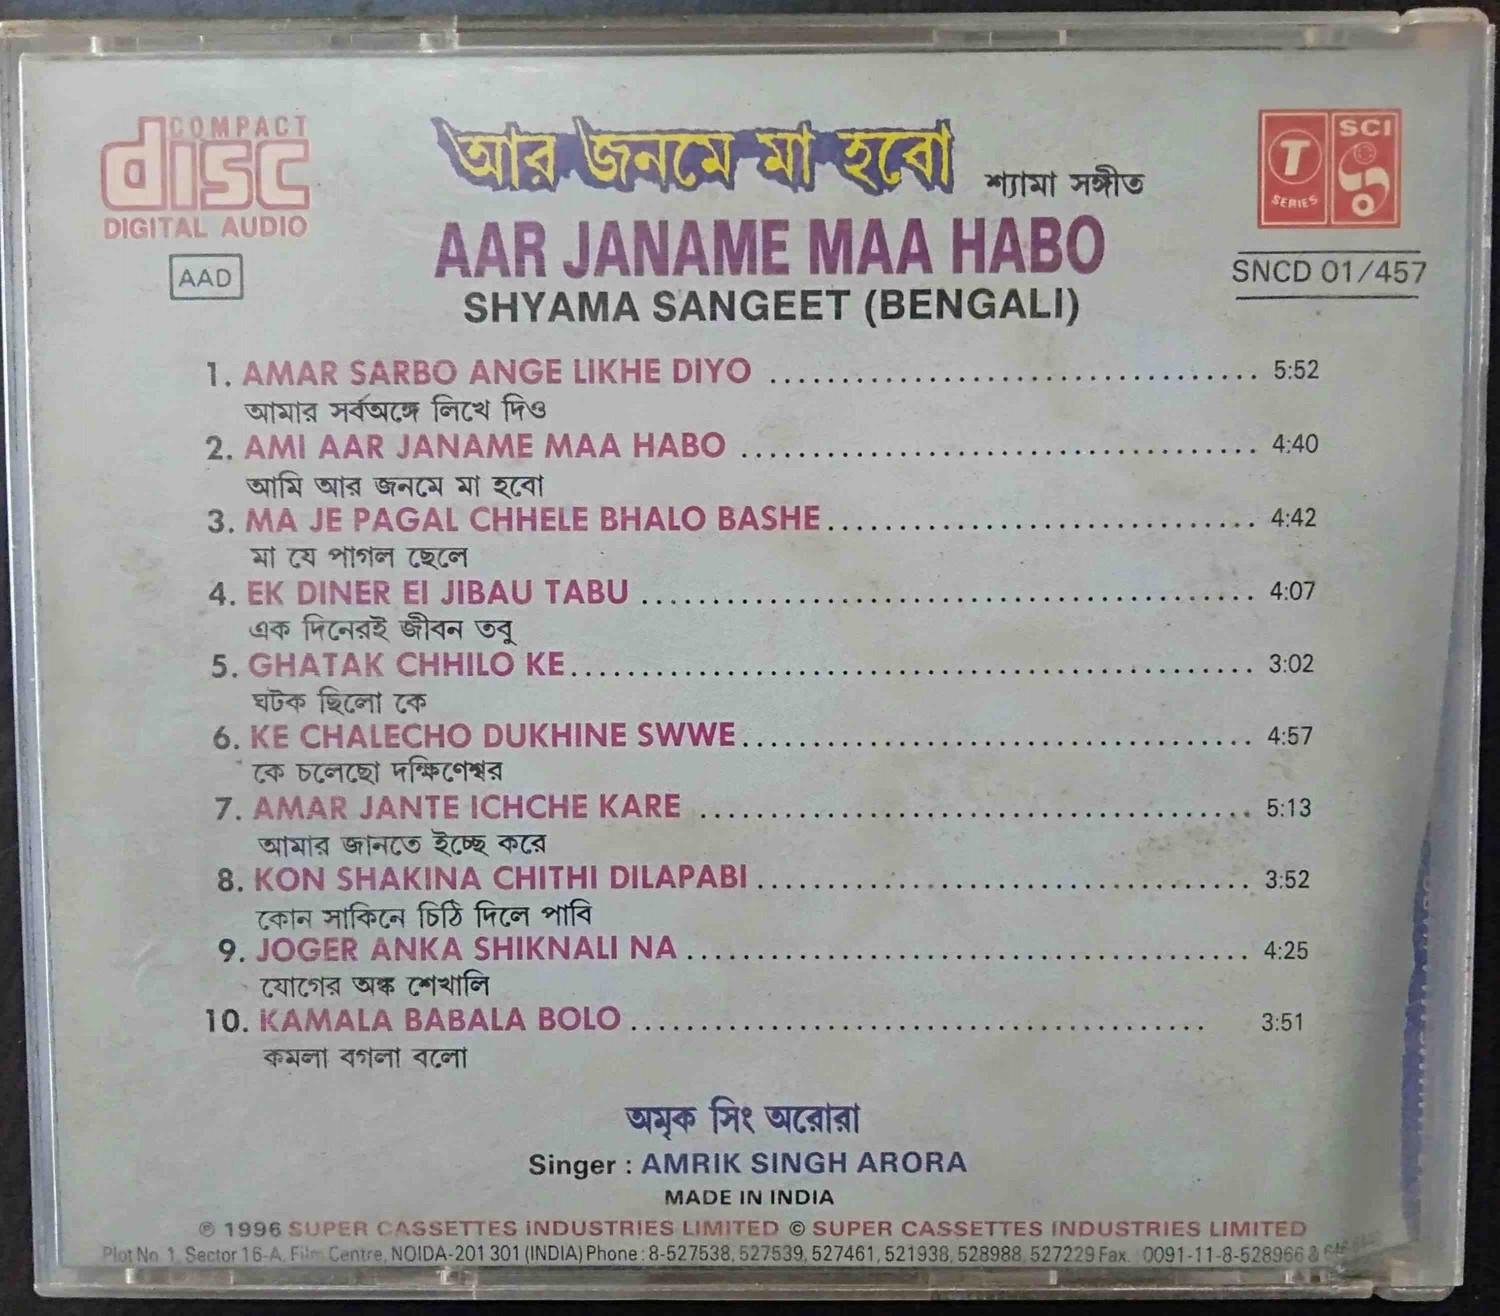 COMPACT
disc
DIGITAL AUDIO
AAD
আর জনমে মা হবো
শ্যামা সঙ্গীত
AAR JANAME MAA HABO
SHYAMA SANGEET (BENGALI)
T
SERIES
SCI
SNCD 01/457
1. AMAR SARBO ANGE LIKHE DIYO 5:52
আমার সর্বঅঙ্গে লিখে দিও
2. AMI AAR JANAME MAA HABO 4:40
আমি আর জনমে মা হবো
3. MA JE PAGAL CHHELE BHALO BASHE 4:42
মা যে পাগল ছেলে
4. EK DINER EI JIBAU TABU 4:07
এক দিনেরই জীবন তবু
5. GHATAK CHHILO KE 3:02
ঘটক ছিলো কে
6. KE CHALECHO DUKHINE SWWE 4:57
কে চলেছো দক্ষিণেশ্বর
7. AMAR JANTE ICHCHE KARE 5:13
আমার জানতে ইচ্ছে করে
8. KON SHAKINA CHITHI DILAPABI 3:52
কোন সাকিনে চিঠি দিলে পাবি
9. JOGER ANKA SHIKNALI NA 4:25
যোগের অঙ্ক শেখালি
10. KAMALA BABALA BOLO 3:51
কমলা বগলা বলো
অমৃক সিং অরোরা
Singer : AMRIK SINGH ARORA
MADE IN INDIA
℗ 1996 SUPER CASSETTES INDUSTRIES LIMITED © SUPER CASSETTES INDUSTRIES LIMITED
Plot No. 1, Sector 16-A, Film Centre, NOIDA-201 301 (INDIA) Phone : 8-527538, 527539, 527461, 521938, 528988, 527229 Fax. : 0091-11-8-528966 &